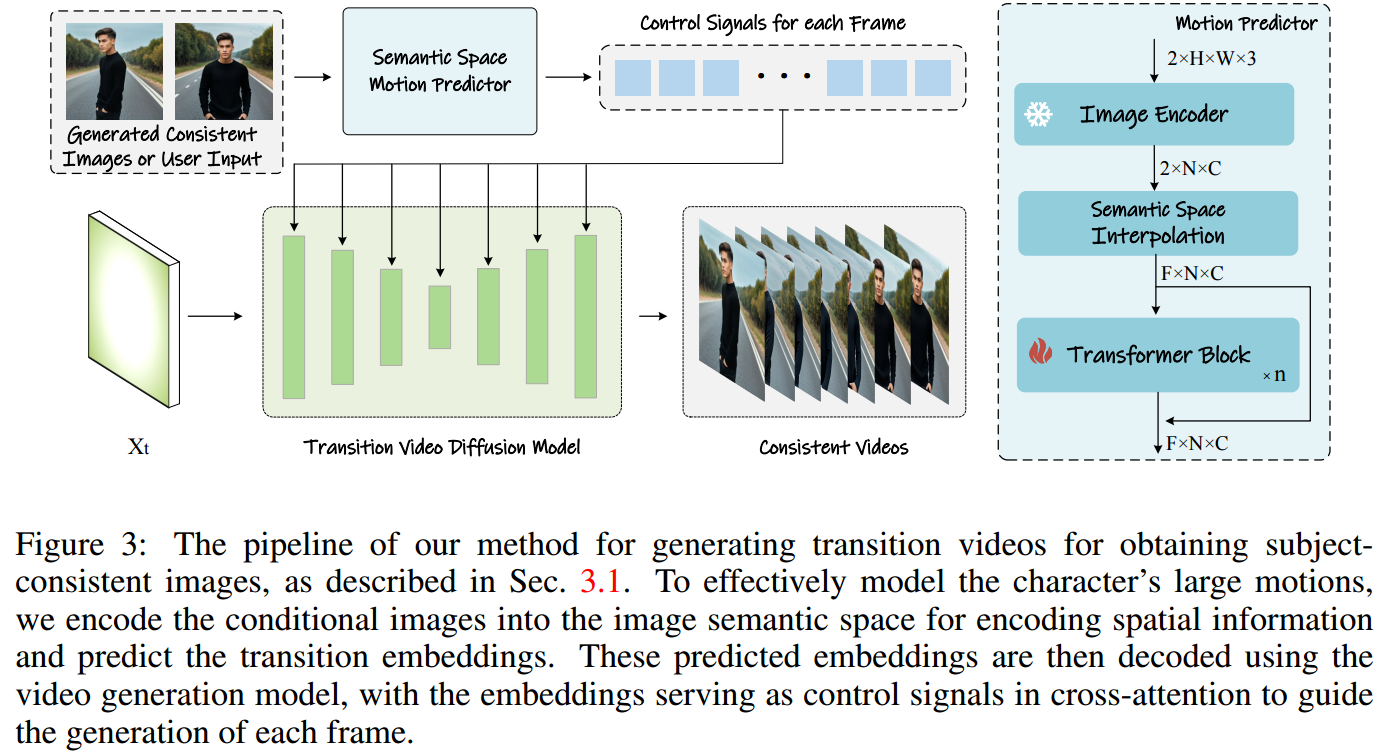 Generated Consistent
Images or User Input
Semantic Space
Motion Predictor
Control Signals for each Frame
Motion Predictor
2×H×W×3
Image Encoder
2×N×C
Semantic Space
Interpolation
F×N×C
Transformer Block
×n
F×N×C
Xt
Transition Video Diffusion Model
Consistent Videos
Figure 3: The pipeline of our method for generating transition videos for obtaining subject-
consistent images, as described in Sec. 3.1. To effectively model the character's large motions,
we encode the conditional images into the image semantic space for encoding spatial information
and predict the transition embeddings. These predicted embeddings are then decoded using the
video generation model, with the embeddings serving as control signals in cross-attention to guide
the generation of each frame.